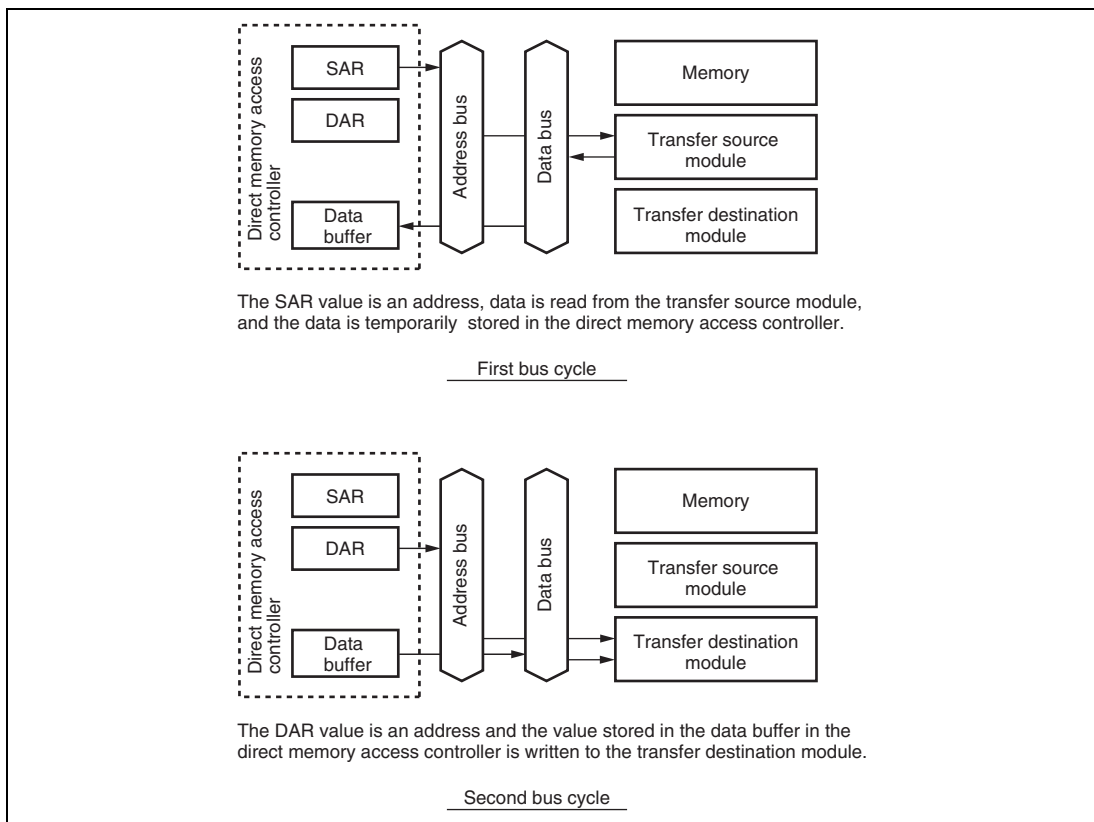 Direct memory access
controller
SAR
DAR
Data
buffer
Address bus
Data bus
Memory
Transfer source
module
Transfer destination
module
The SAR value is an address, data is read from the transfer source module,
and the data is temporarily stored in the direct memory access controller.
First bus cycle
Direct memory access
controller
SAR
DAR
Data
buffer
Address bus
Data bus
Memory
Transfer source
module
Transfer destination
module
The DAR value is an address and the value stored in the data buffer in the
direct memory access controller is written to the transfer destination module.
Second bus cycle